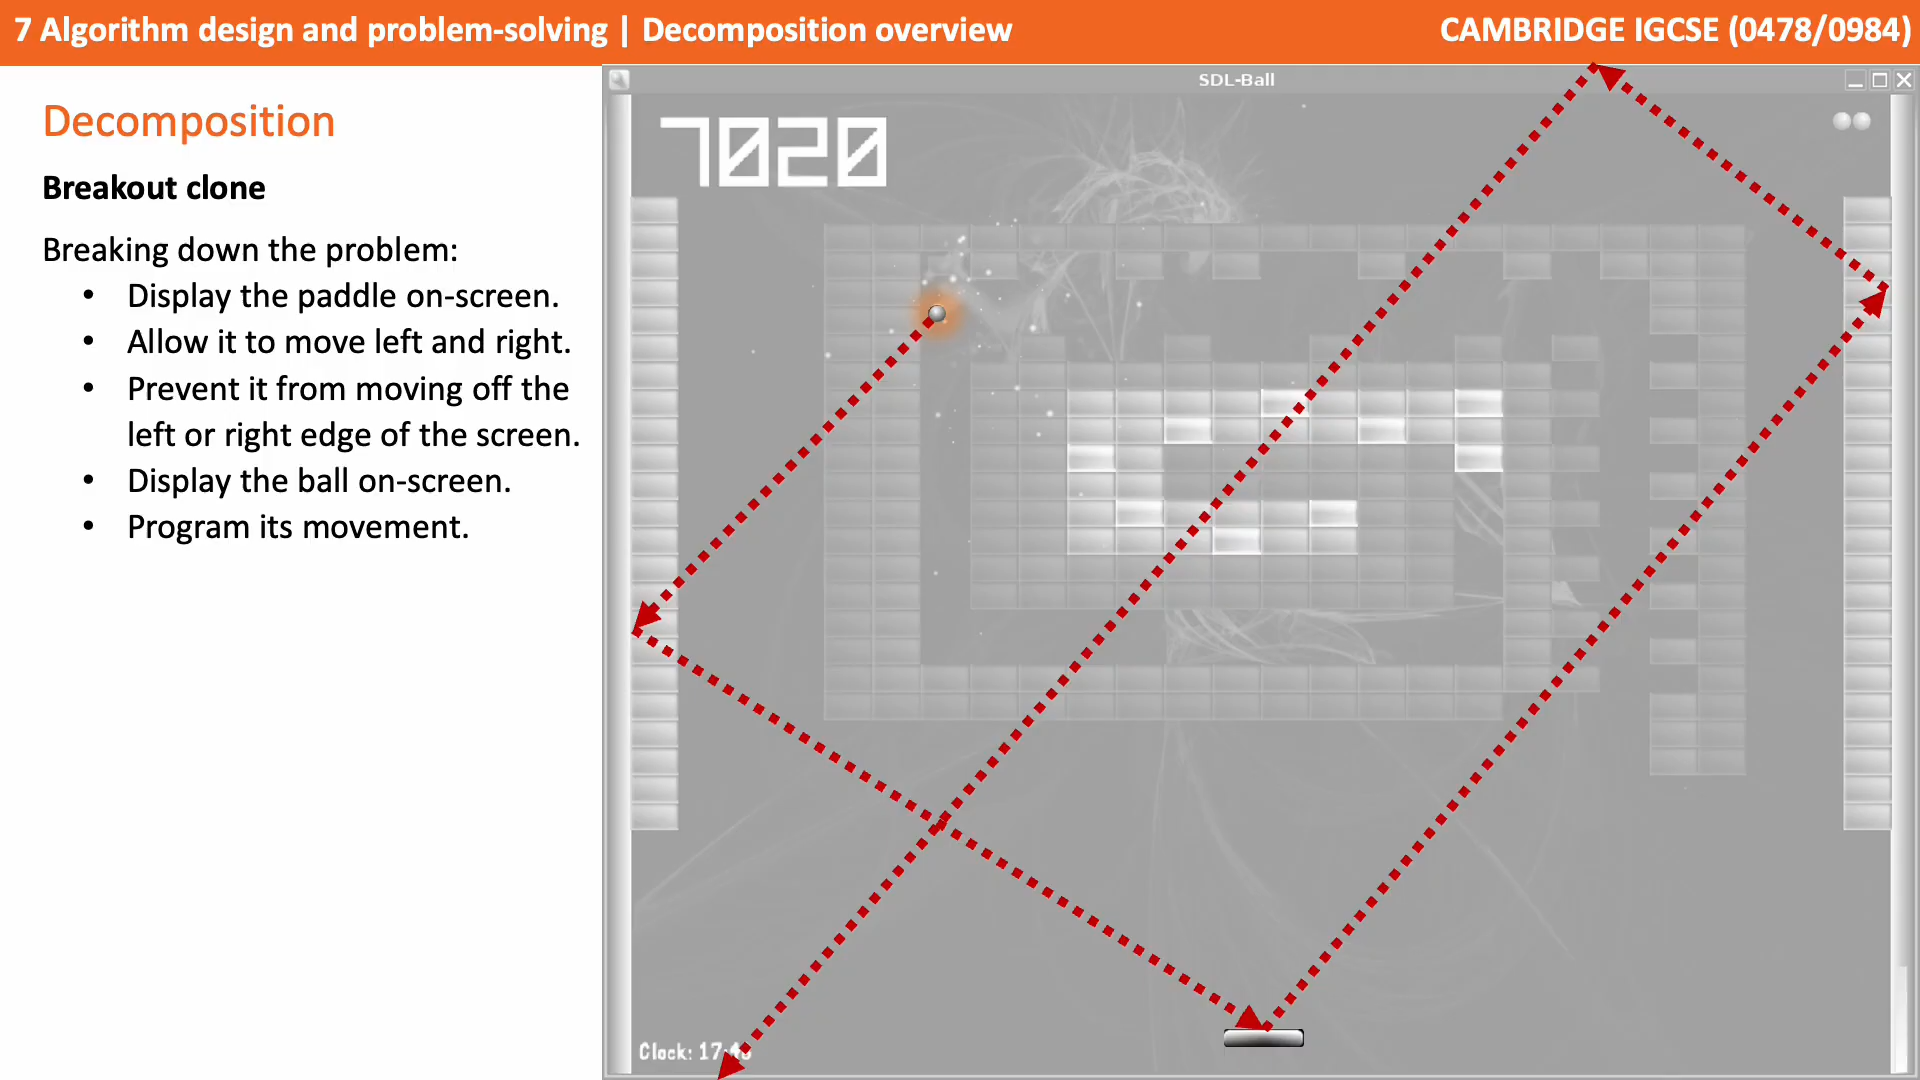 7 Algorithm design and problem-solving | Decomposition overview
CAMBRIDGE IGCSE (0478/0984)
SDL-Ball
Decomposition
7020
Breakout clone
Breaking down the problem:
• Display the paddle on-screen.
• Allow it to move left and right.
• Prevent it from moving off the
left or right edge of the screen.
• Display the ball on-screen.
• Program its movement.
Clock: